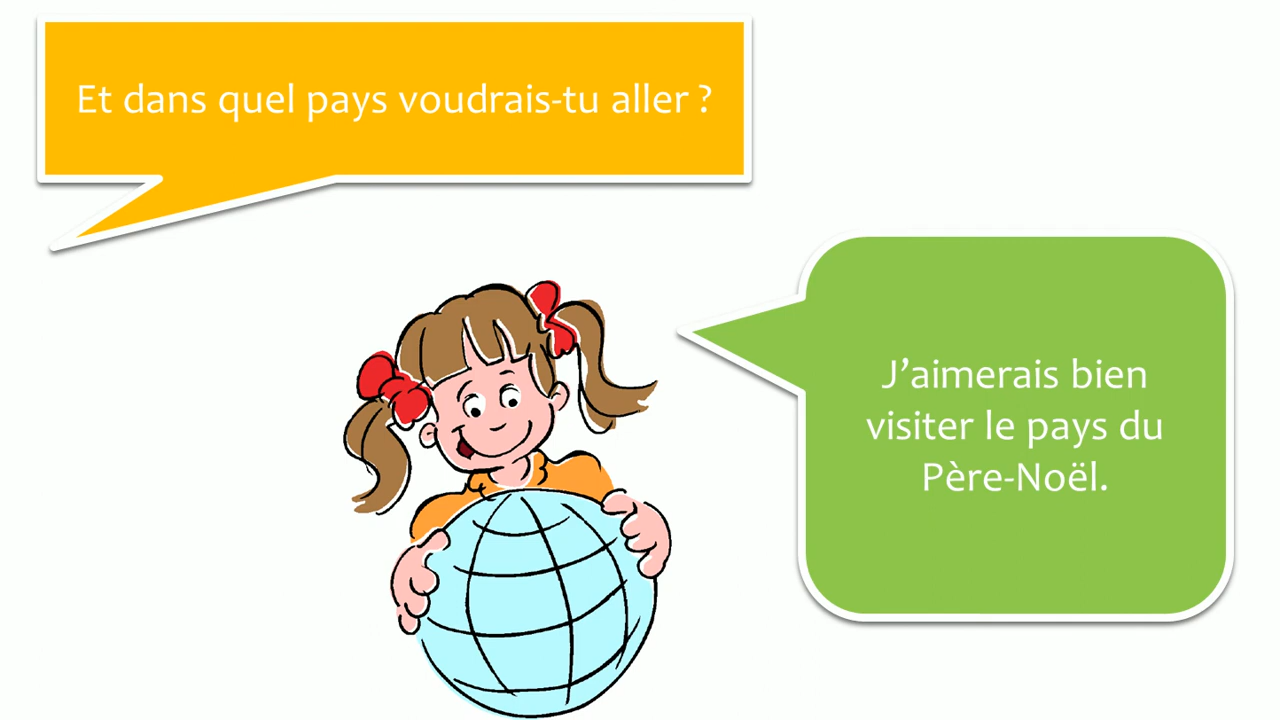 Et dans quel pays voudrais-tu aller ?
J’aimerais bien
visiter le pays du
Père-Noël.